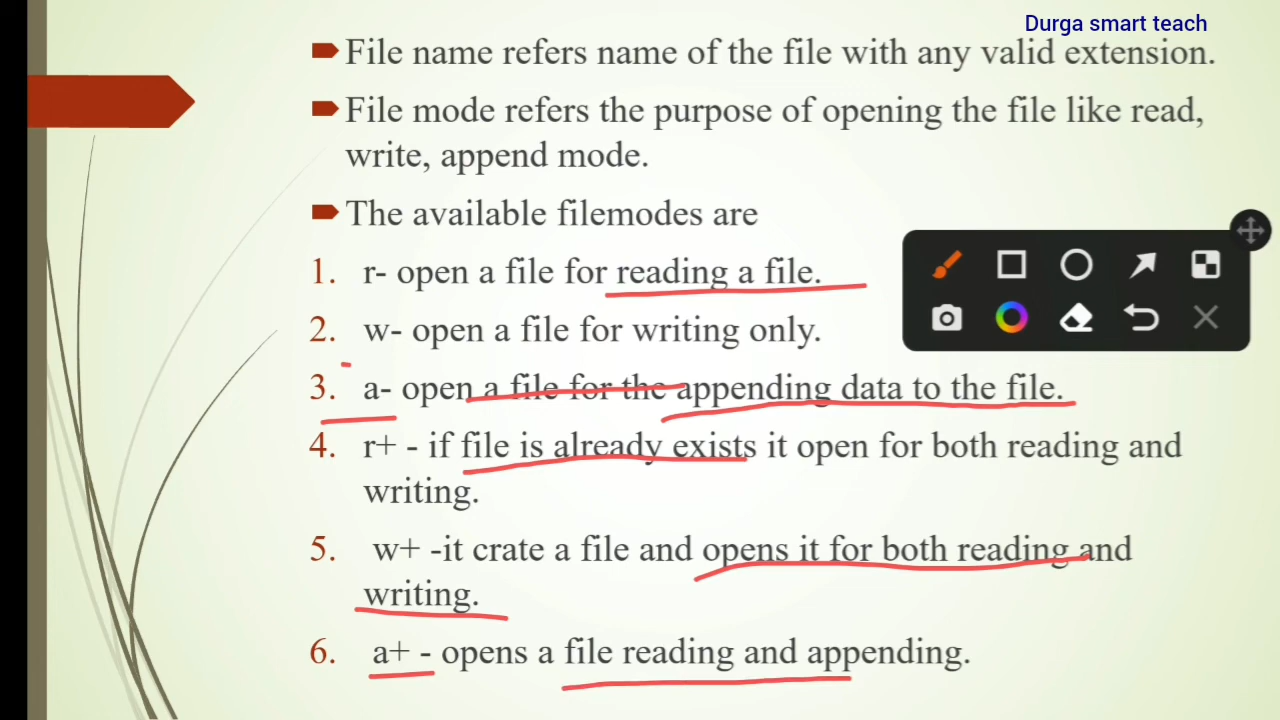 Durga smart teach
File name refers name of the file with any valid extension.
File mode refers the purpose of opening the file like read,
write, append mode.
The available filemodes are
1. r- open a file for reading a file.
2. w- open a file for writing only.
3. a- open a file for the appending data to the file.
4. r+ - if file is already exists it open for both reading and
writing.
5. w+ -it crate a file and opens it for both reading and
writing.
6. a+ - opens a file reading and appending.